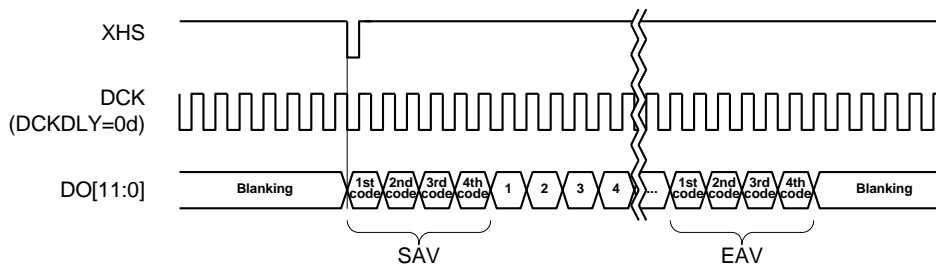 XHS
DCK
(DCKDLY=0d)
DO[11:0]
Blanking
1st code
2nd code
3rd code
4th code
1
2
3
4
...
1st code
2nd code
3rd code
4th code
Blanking
SAV
EAV